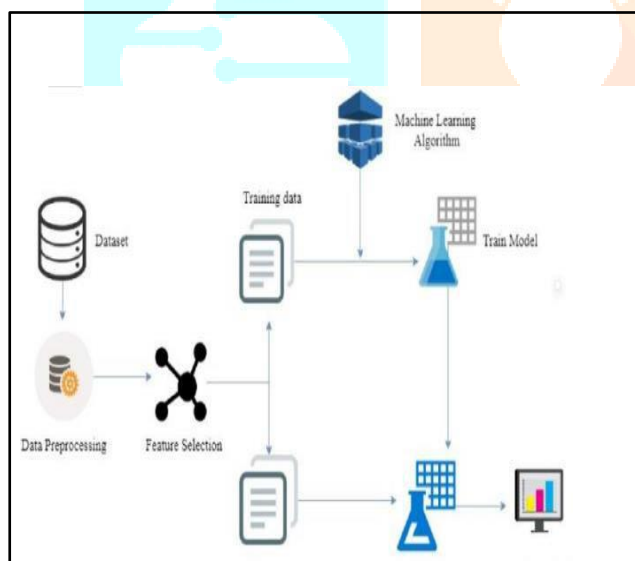 Machine Learning
Algorithm
Training data
Dataset
Train Model
Data Preprocessing
Feature Selection